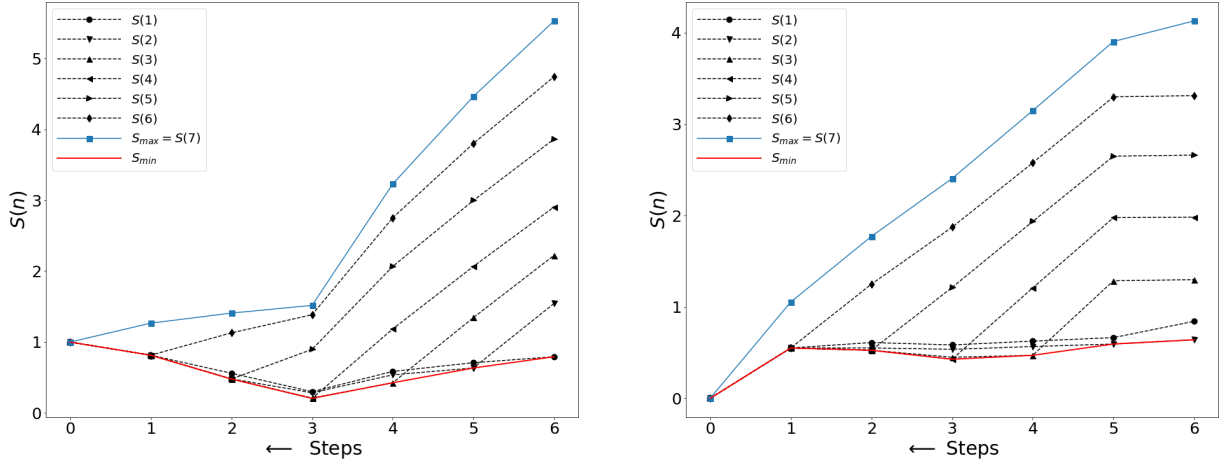 S(1)
S(2)
S(3)
S(4)
S(5)
S(6)
S_max = S(7)
S_min
5
4
3
2
1
0
S(n)
0 1 2 3 4 5 6
⟵ Steps
S(1)
S(2)
S(3)
S(4)
S(5)
S(6)
S_max = S(7)
S_min
4
3
2
1
0
S(n)
0 1 2 3 4 5 6
⟵ Steps